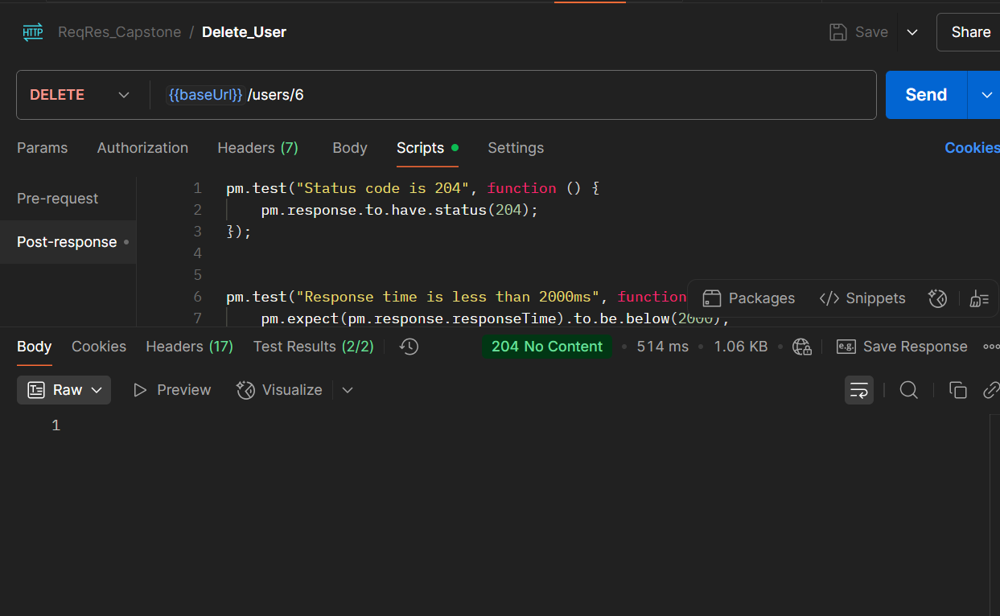 HTTP ReqRes_Capstone / Delete_User Save Share
DELETE {{baseUrl}} /users/6 Send
Params Authorization Headers (7) Body Scripts Settings Cookies
Pre-request
Post-response
1 pm.test("Status code is 204", function () {
2 pm.response.to.have.status(204);
3 });
4
5
6 pm.test("Response time is less than 2000ms", function
7 pm.expect(pm.response.responseTime).to.be.below(2000);
Packages </> Snippets
Body Cookies Headers (17) Test Results (2/2) 204 No Content • 514 ms • 1.06 KB • e.g. Save Response
Raw Preview Visualize
1